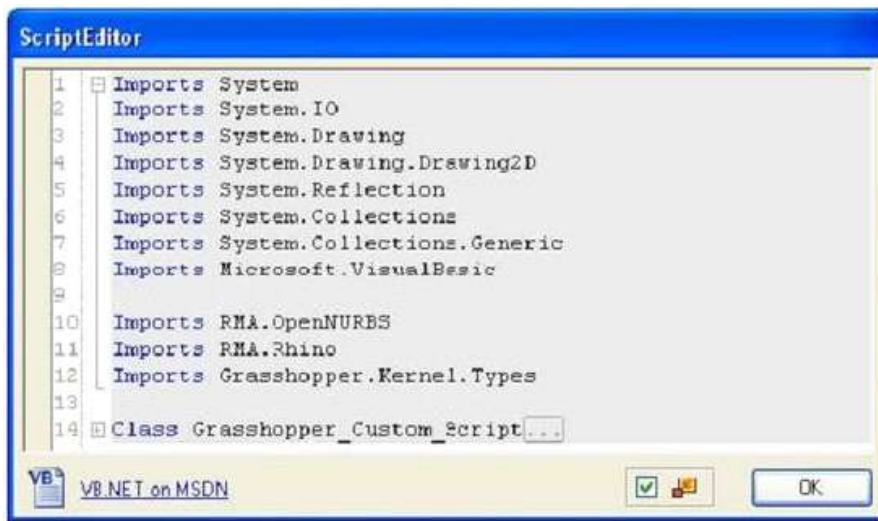 ScriptEditor
1 Imports System
2 Imports System.IO
3 Imports System.Drawing
4 Imports System.Drawing.Drawing2D
5 Imports System.Reflection
6 Imports System.Collections
7 Imports System.Collections.Generic
8 Imports Microsoft.VisualBasic
9
10 Imports RMA.OpenNURBS
11 Imports RMA.Rhino
12 Imports Grasshopper.Kernel.Types
13
14 Class Grasshopper_Custom_Script...
VB VB.NET on MSDN OK